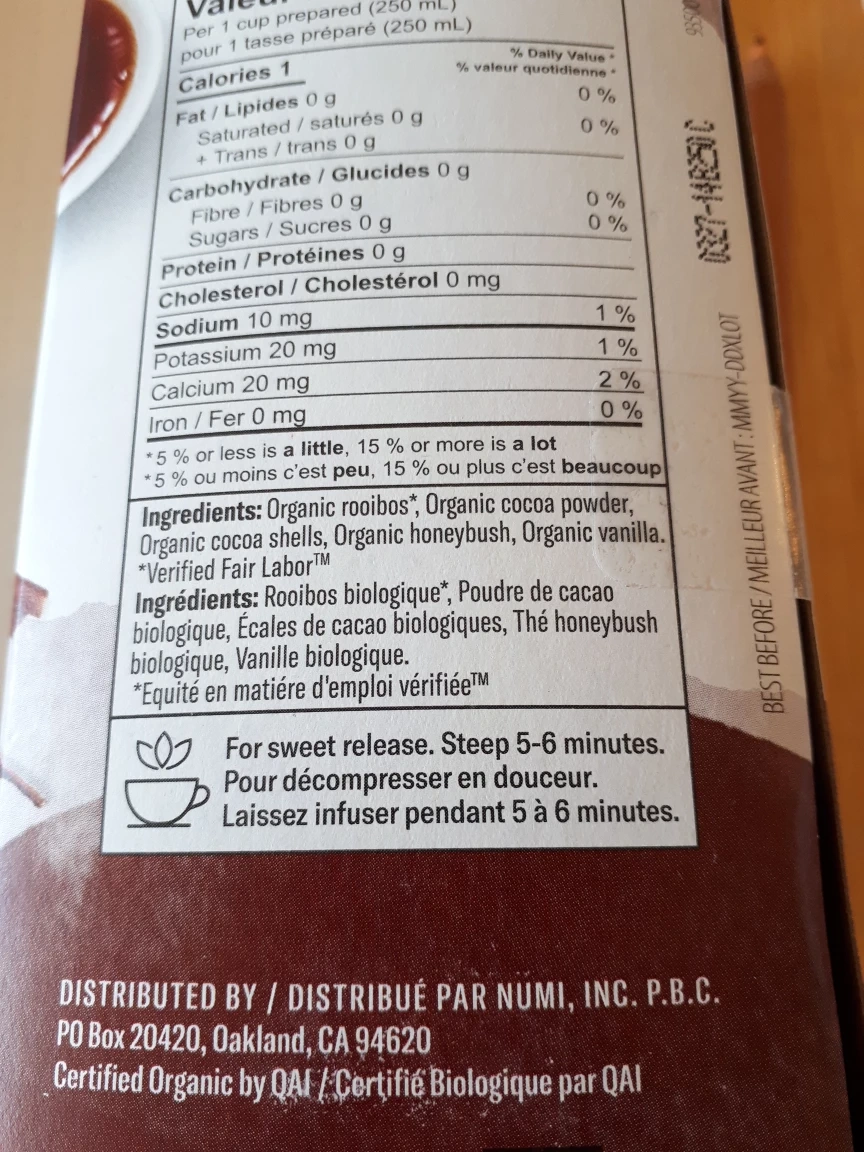 Per 1 cup prepared (250 mL)
pour 1 tasse préparé (250 mL)
% Daily Value *
% valeur quotidienne *
Calories 1
Fat / Lipides 0 g 0 %
Saturated / saturés 0 g 0 %
+ Trans / trans 0 g
Carbohydrate / Glucides 0 g
Fibre / Fibres 0 g 0 %
Sugars / Sucres 0 g 0 %
Protein / Protéines 0 g
Cholesterol / Cholestérol 0 mg
Sodium 10 mg 1 %
Potassium 20 mg 1 %
Calcium 20 mg 2 %
Iron / Fer 0 mg 0 %
*5 % or less is a little, 15 % or more is a lot
*5 % ou moins c'est peu, 15 % ou plus c'est beaucoup
Ingredients: Organic rooibos*, Organic cocoa powder,
Organic cocoa shells, Organic honeybush, Organic vanilla.
*Verified Fair Labor™
Ingrédients: Rooibos biologique*, Poudre de cacao
biologique, Écales de cacao biologiques, Thé honeybush
biologique, Vanille biologique.
*Equité en matiére d'emploi vérifiée™
For sweet release. Steep 5-6 minutes.
Pour décompresser en douceur.
Laissez infuser pendant 5 à 6 minutes.
DISTRIBUTED BY / DISTRIBUÉ PAR NUMI, INC. P.B.C.
PO Box 20420, Oakland, CA 94620
Certified Organic by QAI / Certifié Biologique par QAI
BEST BEFORE / MEILLEUR AVANT : MMYY-DDXLOT